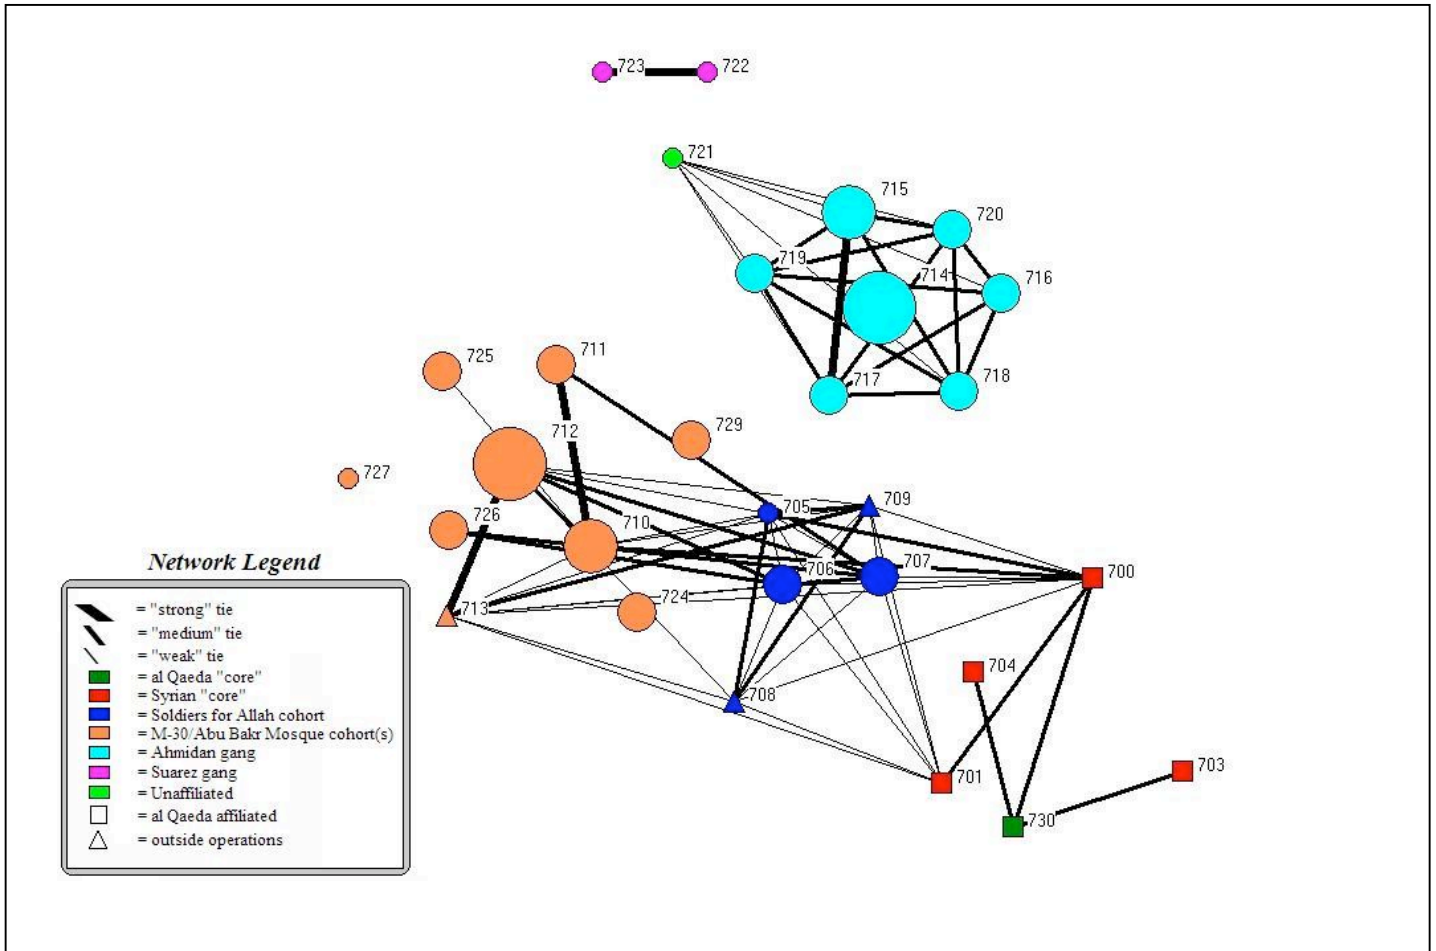 723
722
721
715
720
719
714
716
717
718
725
711
712
729
727
726
710
705
709
706
707
700
713
724
704
708
701
703
730
Network Legend
= "strong" tie
= "medium" tie
= "weak" tie
= al Qaeda "core"
= Syrian "core"
= Soldiers for Allah cohort
= M-30/Abu Bakr Mosque cohort(s)
= Ahmidan gang
= Suarez gang
= Unaffiliated
= al Qaeda affiliated
= outside operations